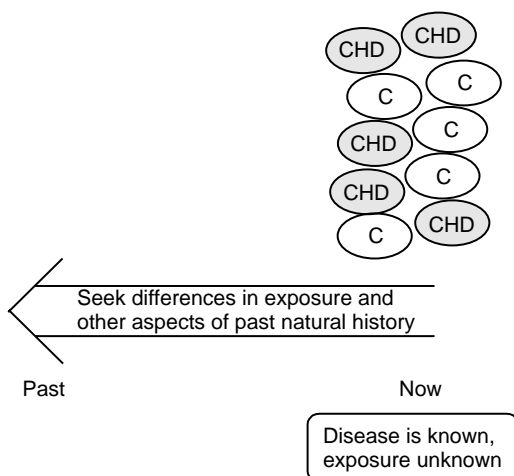 CHD
CHD
C
C
CHD
C
CHD
C
C
CHD
Seek differences in exposure and
other aspects of past natural history
Past
Now
Disease is known,
exposure unknown